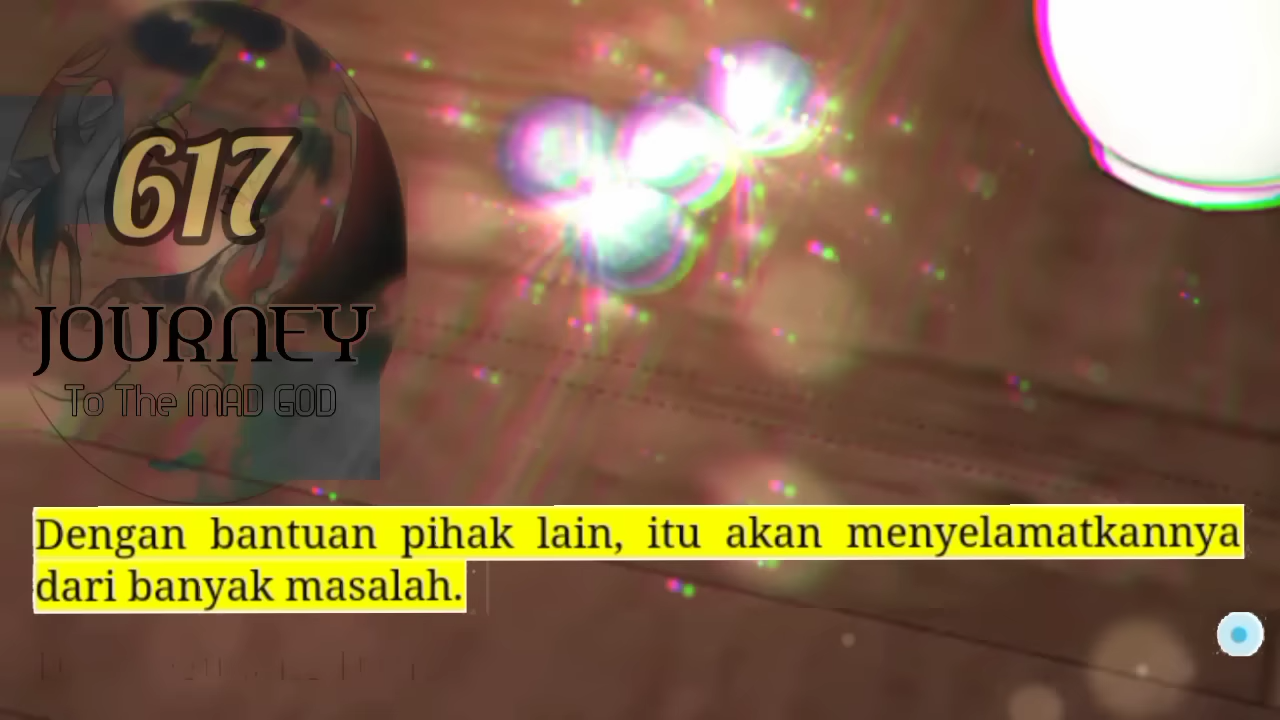 617
JOURNEY
To The MAD GOD
Dengan bantuan pihak lain, itu akan menyelamatkannya
dari banyak masalah.